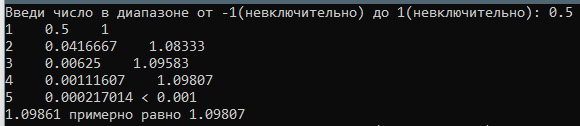 Введи число в диапазоне от -1(невключительно) до 1(невключительно): 0.5
1    0.5    1
2    0.0416667    1.08333
3    0.00625    1.09583
4    0.00111607    1.09807
5    0.000217014 < 0.001
1.09861 примерно равно 1.09807